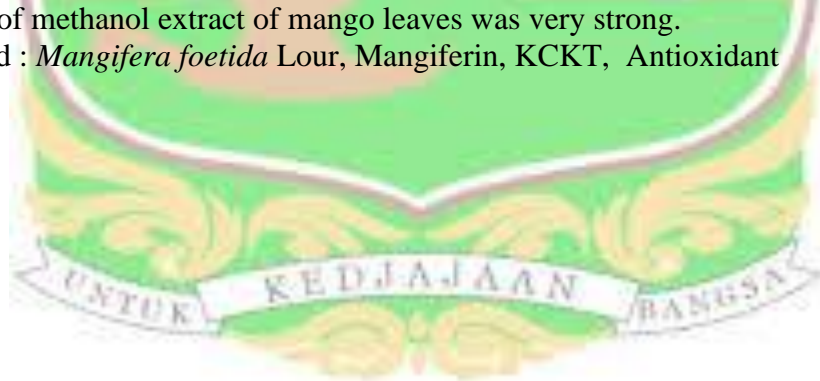 of methanol extract of mango leaves was very strong.
d : Mangifera foetida Lour, Mangiferin, KCKT, Antioxidant
UNTUK KEDJAJAAN BANGSA